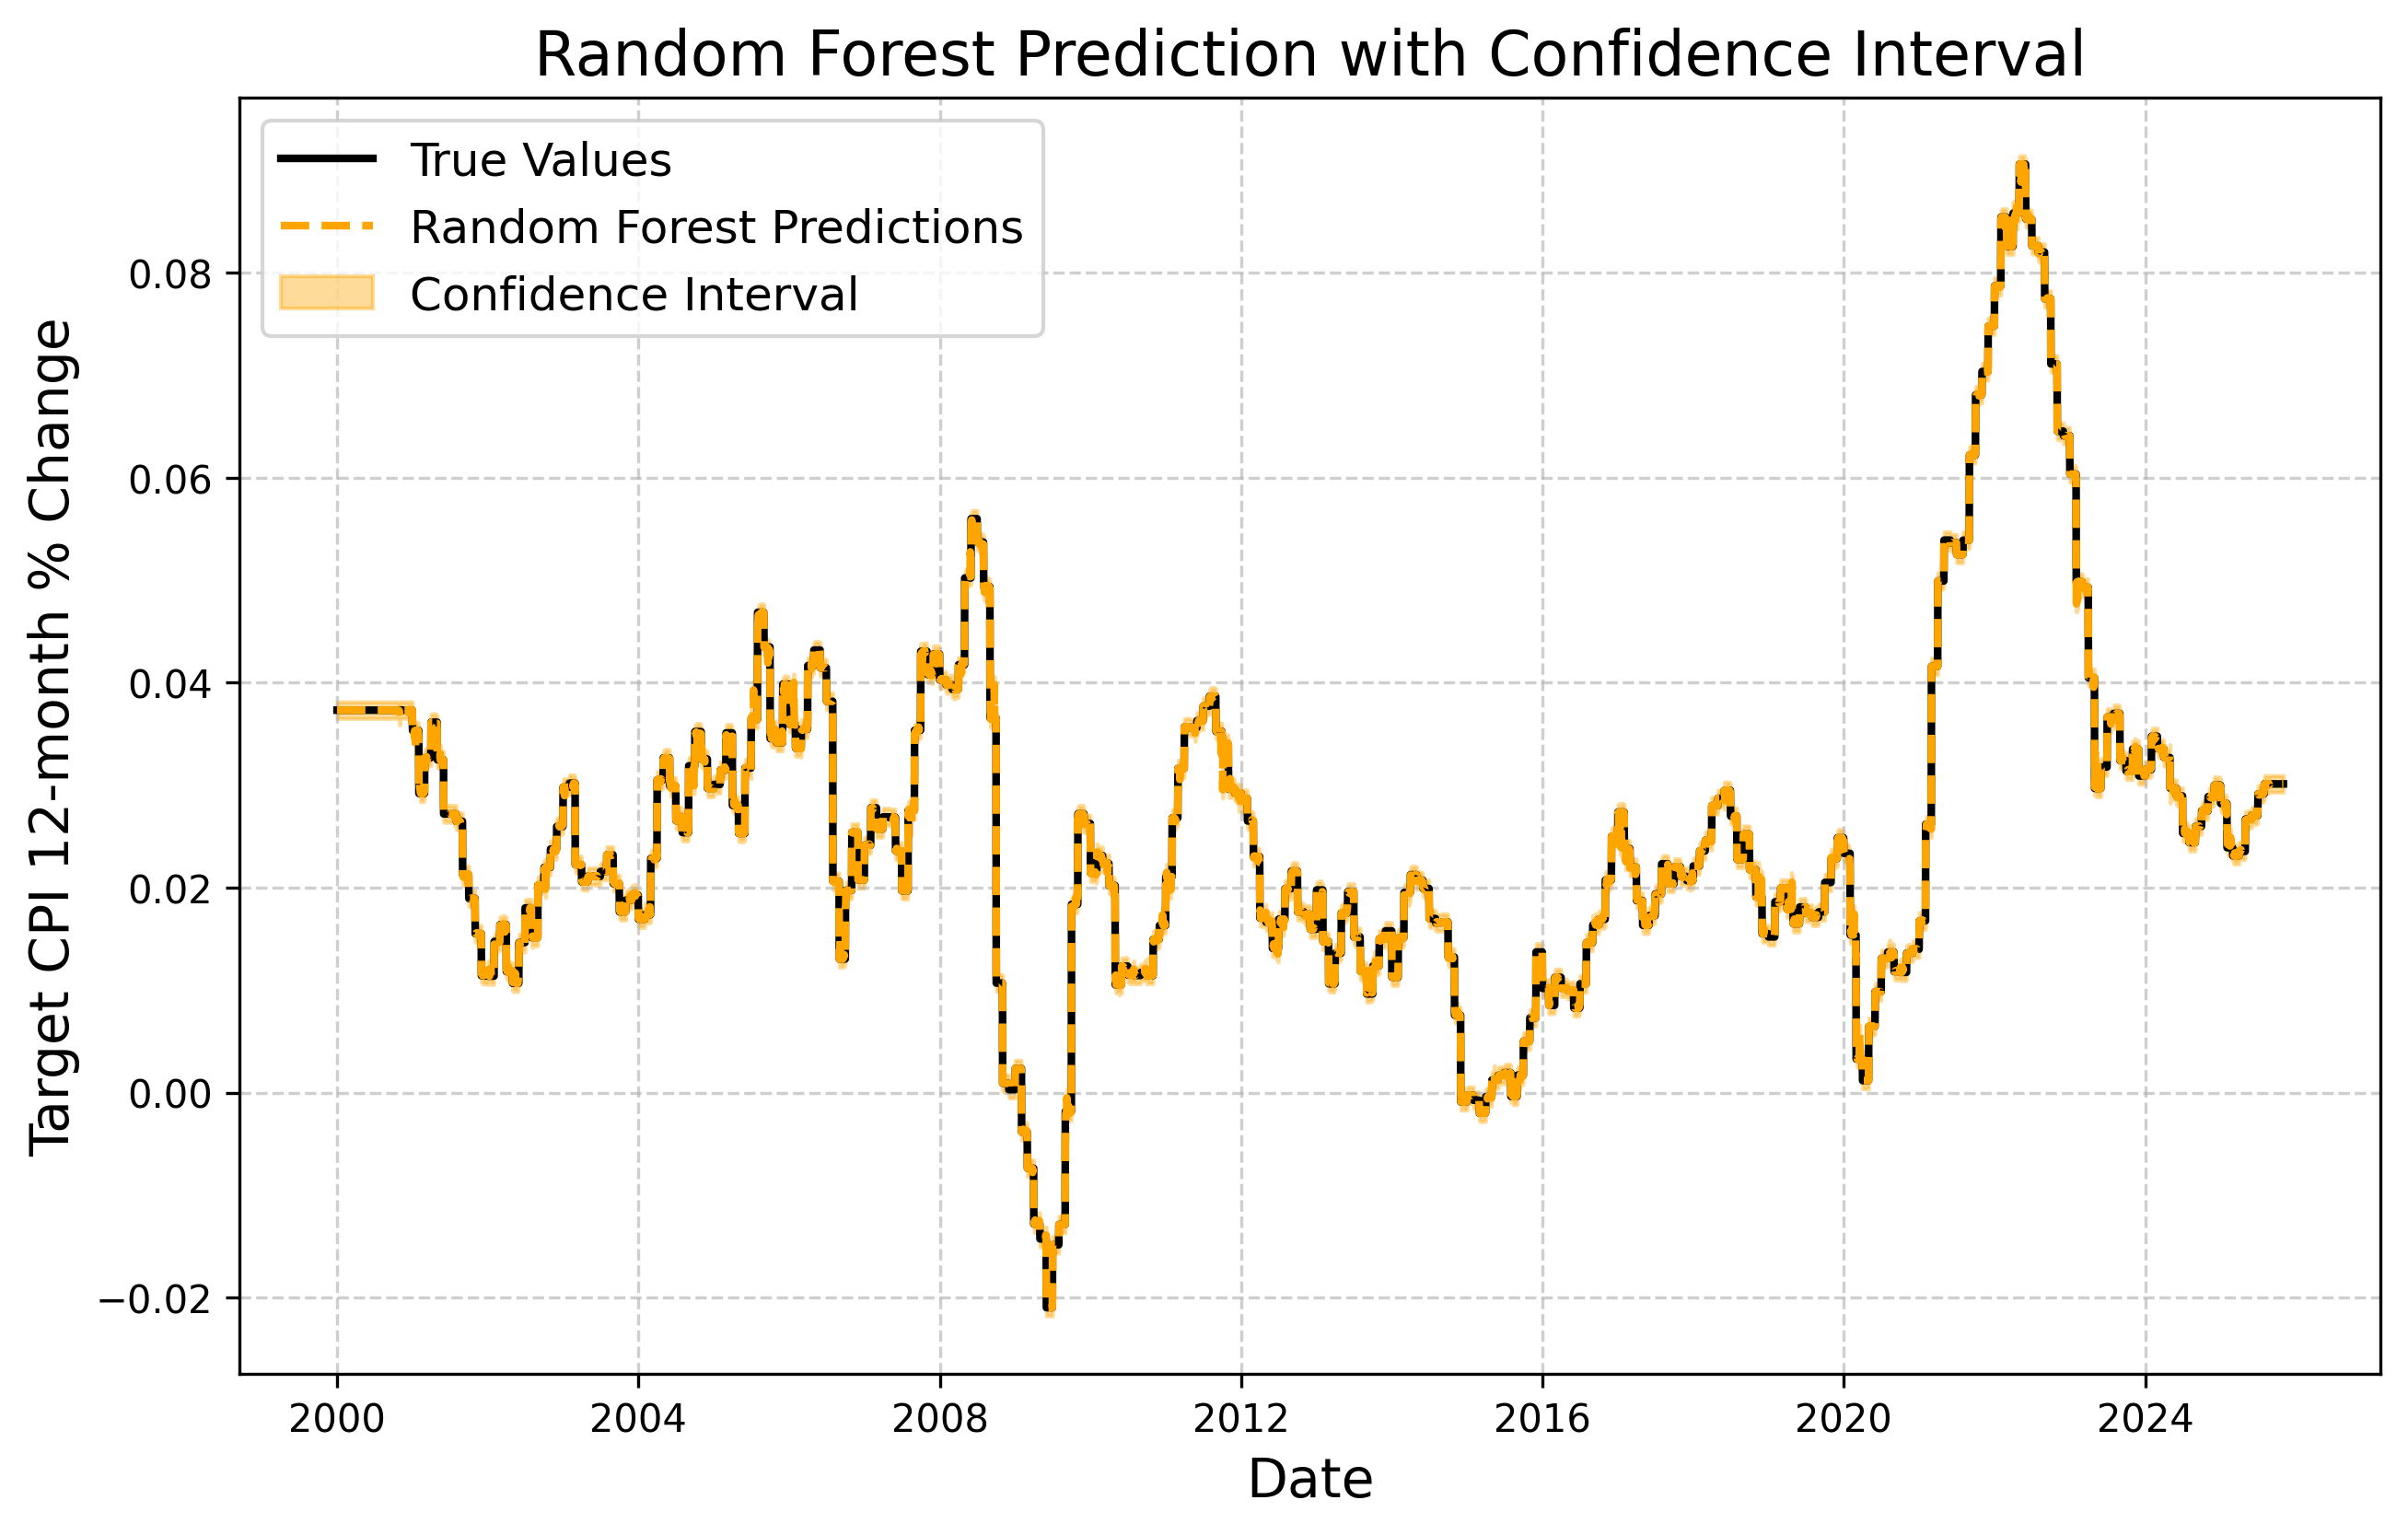 Random Forest Prediction with Confidence Interval
True Values
Random Forest Predictions
Confidence Interval
Target CPI 12-month % Change
0.08
0.06
0.04
0.02
0.00
−0.02
2000 2004 2008 2012 2016 2020 2024
Date